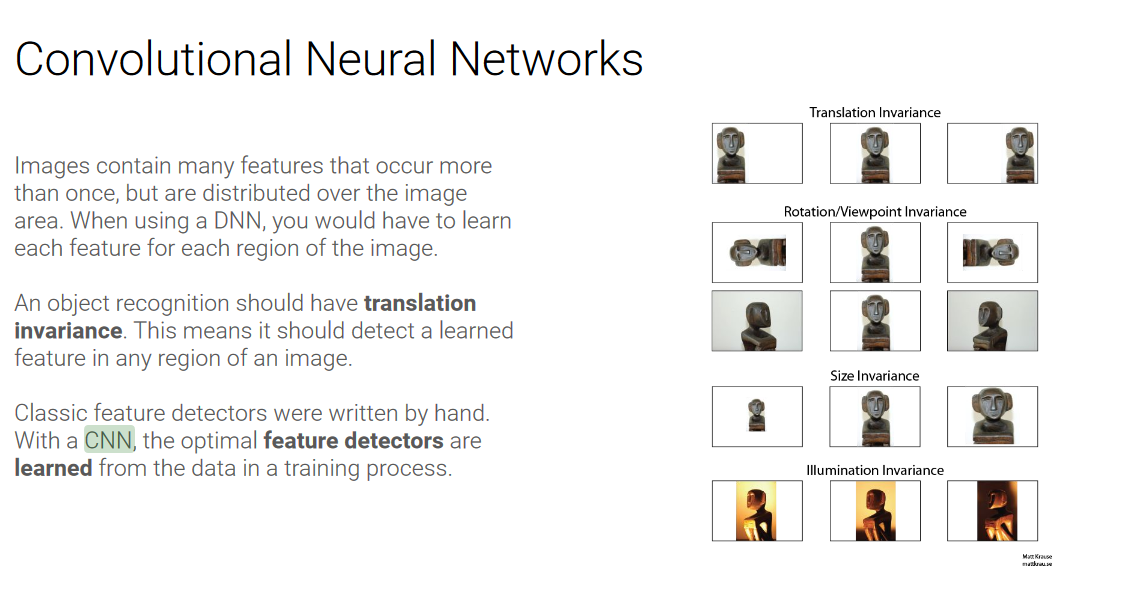 Convolutional Neural Networks
Images contain many features that occur more
than once, but are distributed over the image
area. When using a DNN, you would have to learn
each feature for each region of the image.
An object recognition should have translation
invariance. This means it should detect a learned
feature in any region of an image.
Classic feature detectors were written by hand.
With a CNN, the optimal feature detectors are
learned from the data in a training process.
Translation Invariance
Rotation/Viewpoint Invariance
Size Invariance
Illumination Invariance
Matt Krause
mattkrau.se